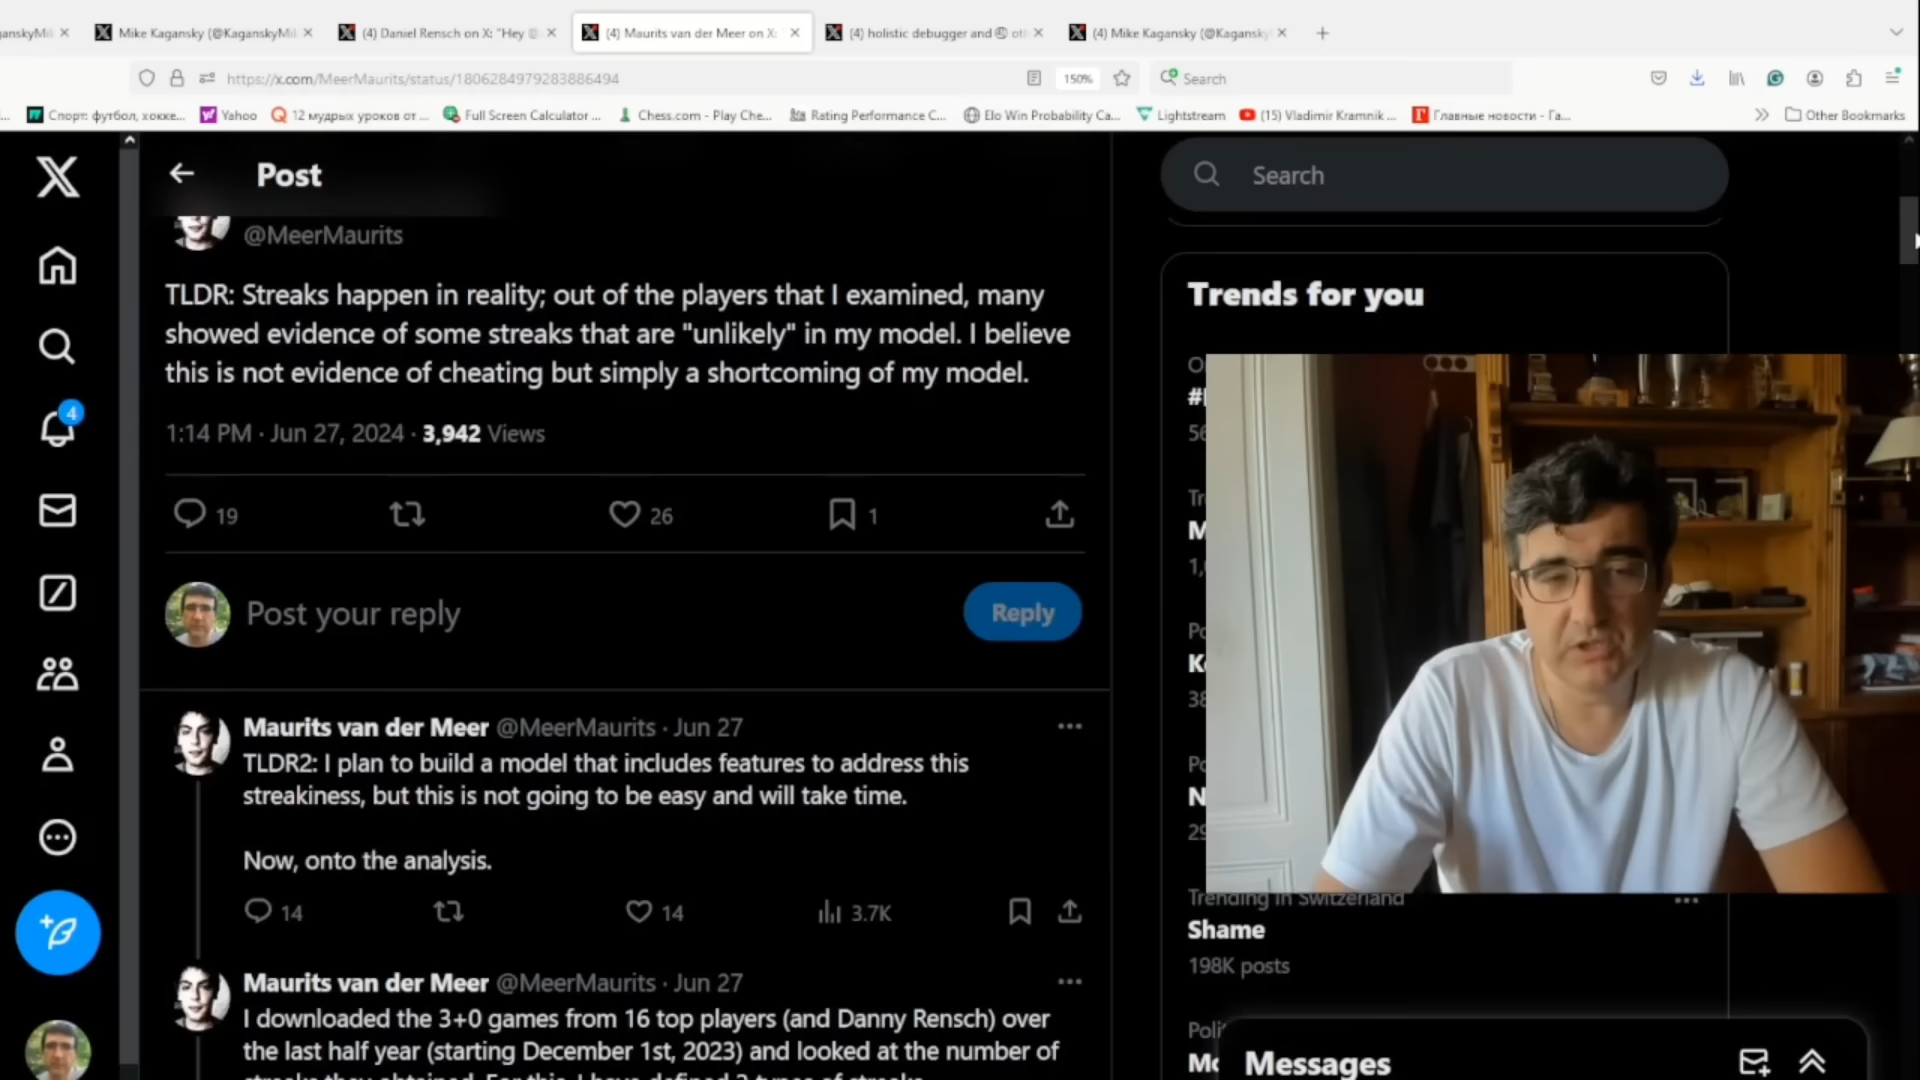 (4) Daniel Rensch on X: "Hey
(4) Maurits van der Meer on X:
(4) holistic debugger and
Mike Kagansky (@KaganskyMil
(4) Mike Kagansky (@Kagansky
https://x.com/MeerMaurits/status/1806284979283886494
150%
Search
Спорт: футбол, хокке...
Yahoo
12 мудрых уроков от ...
Full Screen Calculator ...
Chess.com - Play Che...
Rating Performance C...
Elo Win Probability Ca...
Lightstream
(15) Vladimir Kramnik ...
Главные новости - Га...
Other Bookmarks
Post
Search
@MeerMaurits
TLDR: Streaks happen in reality; out of the players that I examined, many
showed evidence of some streaks that are "unlikely" in my model. I believe
this is not evidence of cheating but simply a shortcoming of my model.
1:14 PM · Jun 27, 2024 · 3,942 Views
19
26
1
4
Post your reply
Reply
Maurits van der Meer @MeerMaurits · Jun 27
TLDR2: I plan to build a model that includes features to address this
streakiness, but this is not going to be easy and will take time.
Now, onto the analysis.
14
14
3.7K
Maurits van der Meer @MeerMaurits · Jun 27
I downloaded the 3+0 games from 16 top players (and Danny Rensch) over
the last half year (starting December 1st, 2023) and looked at the number of
Trends for you
Trending in Switzerland
Shame
198K posts
Messages